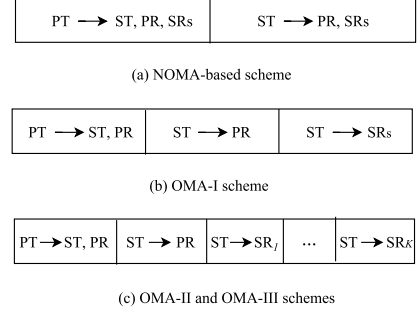 PT → ST, PR, SRs ST → PR, SRs
(a) NOMA-based scheme
PT → ST, PR ST → PR ST → SRs
(b) OMA-I scheme
PT → ST, PR ST → PR ST → SR1 ... ST → SRK
(c) OMA-II and OMA-III schemes